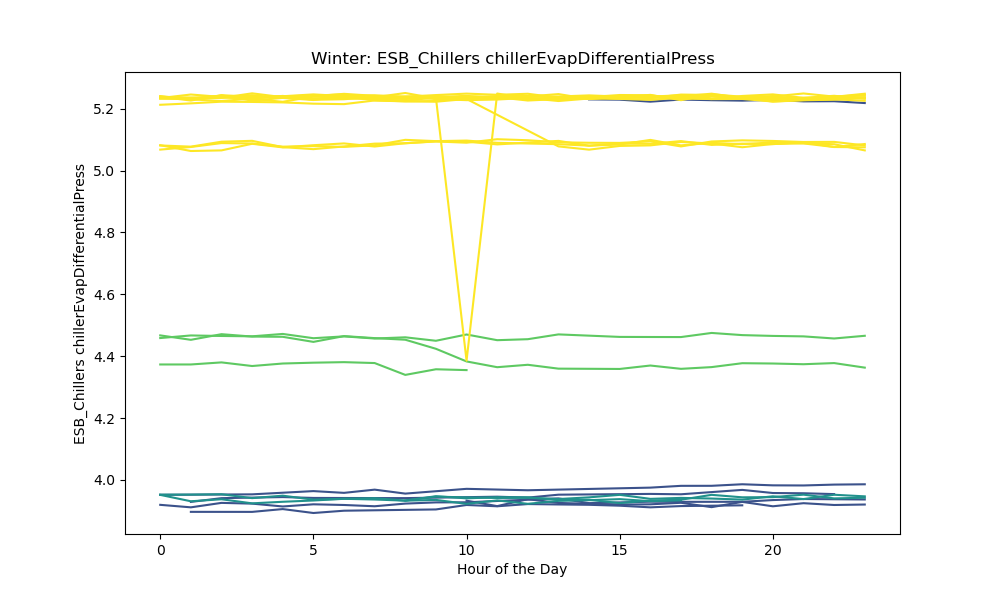 Winter: ESB_Chillers chillerEvapDifferentialPress
ESB_Chillers chillerEvapDifferentialPress
5.2
5.0
4.8
4.6
4.4
4.2
4.0
0 5 10 15 20
Hour of the Day